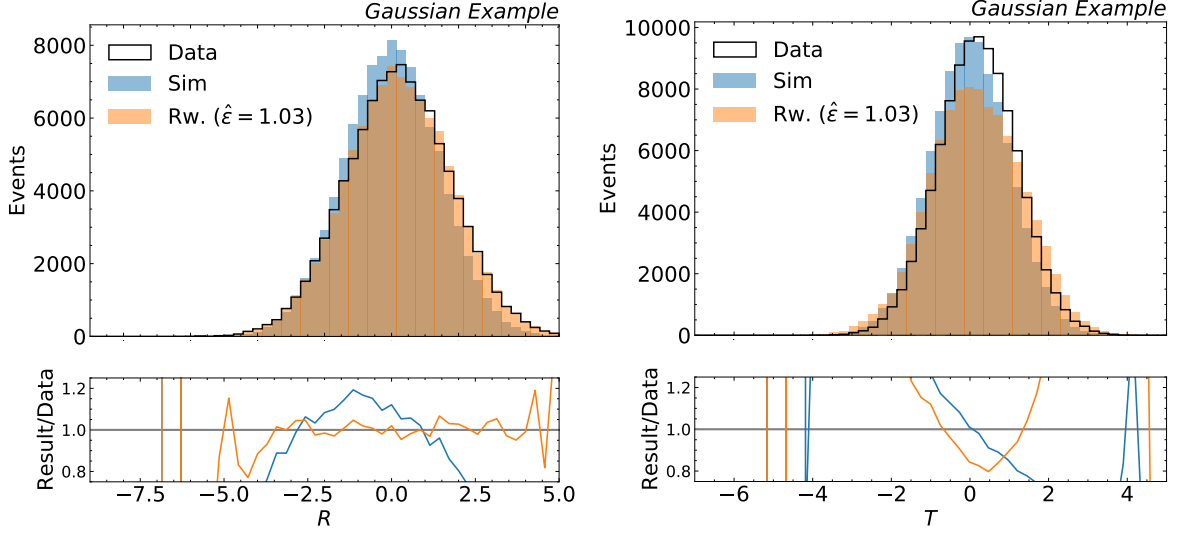 Gaussian Example
8000
6000
4000
2000
0
Events
Data
Sim
Rw. (ε̂ = 1.03)
1.2
1.0
0.8
Result/Data
−7.5 −5.0 −2.5 0.0 2.5 5.0
R
Gaussian Example
10000
8000
6000
4000
2000
0
Events
Data
Sim
Rw. (ε̂ = 1.03)
1.2
1.0
0.8
Result/Data
−6 −4 −2 0 2 4
T